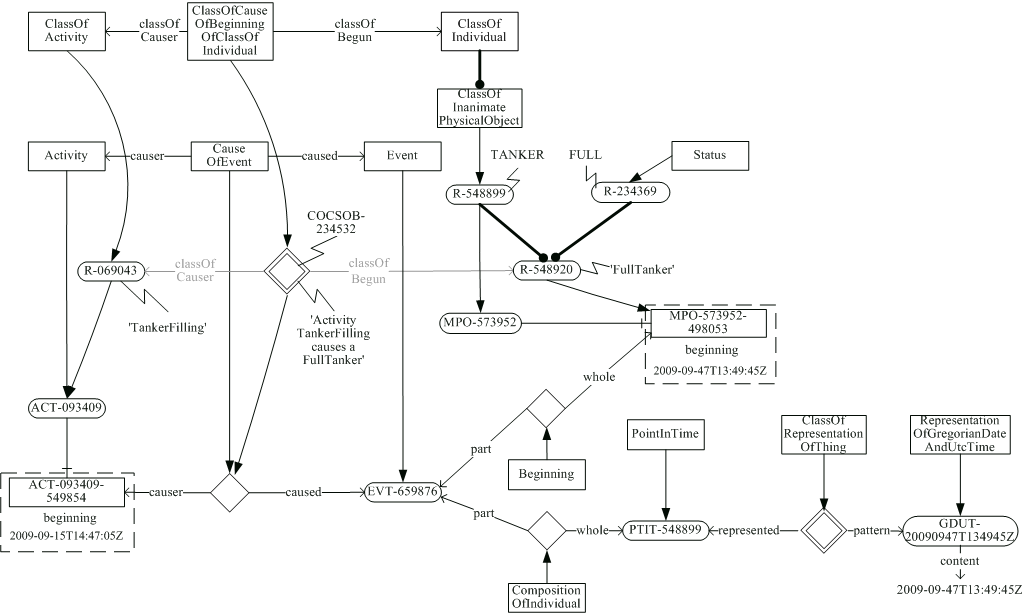 ClassOf
Activity
classOf
Causer
ClassOfCause
OfBeginning
OfClassOf
Individual
classOf
Begun
ClassOf
Individual
ClassOf
Inanimate
PhysicalObject
Activity
causer
Cause
OfEvent
caused
Event
TANKER
FULL
Status
R-548899
R-234369
COCSOB-
234532
R-069043
classOf
Causer
classOf
Begun
R-548920
'FullTanker'
'TankerFilling'
'Activity
TankerFilling
causes a
FullTanker'
MPO-573952
MPO-573952-
498053
beginning
2009-09-47T13:49:45Z
whole
ACT-093409
part
Beginning
PointInTime
ClassOf
Representation
OfThing
Representation
OfGregorianDate
AndUtcTime
ACT-093409-
549854
beginning
2009-09-15T14:47:05Z
causer
caused
EVT-659876
part
whole
PTIT-548899
represented
pattern
GDUT-
20090947T134945Z
content
2009-09-47T13:49:45Z
Composition
OfIndividual